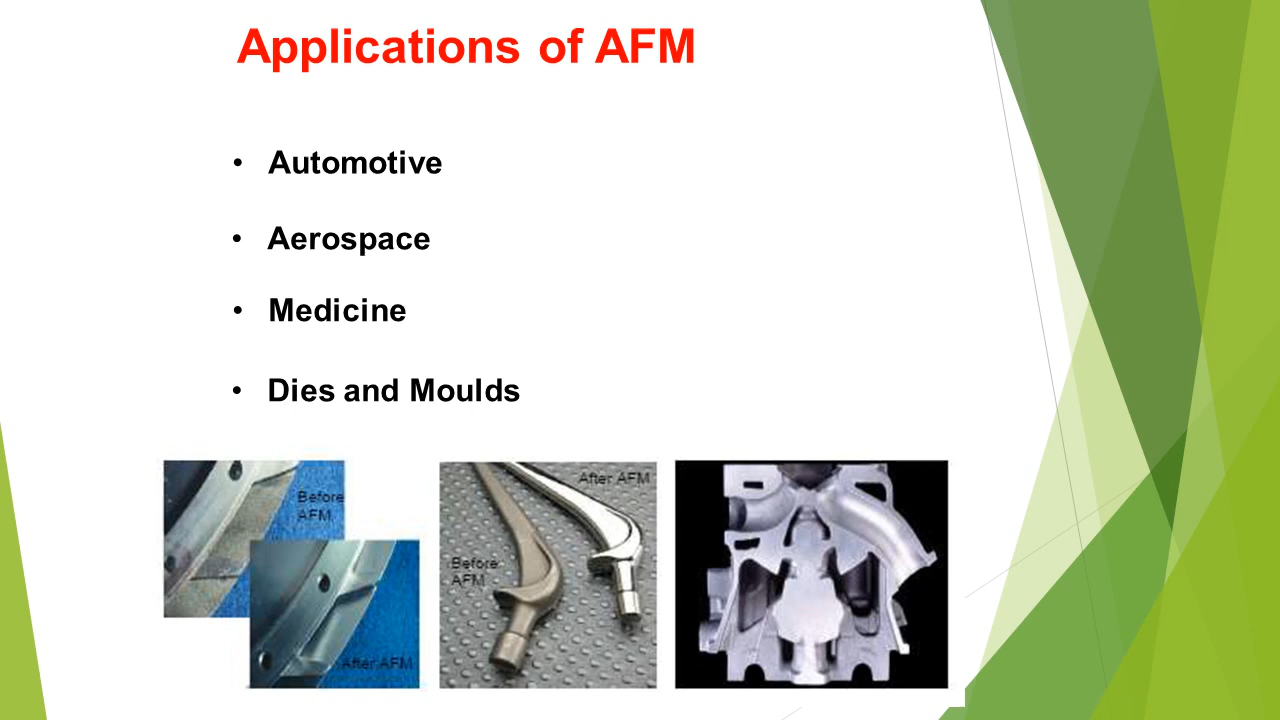 Applications of AFM
• Automotive
• Aerospace
• Medicine
• Dies and Moulds
Before
AFM
After AFM
After AFM
Before
AFM